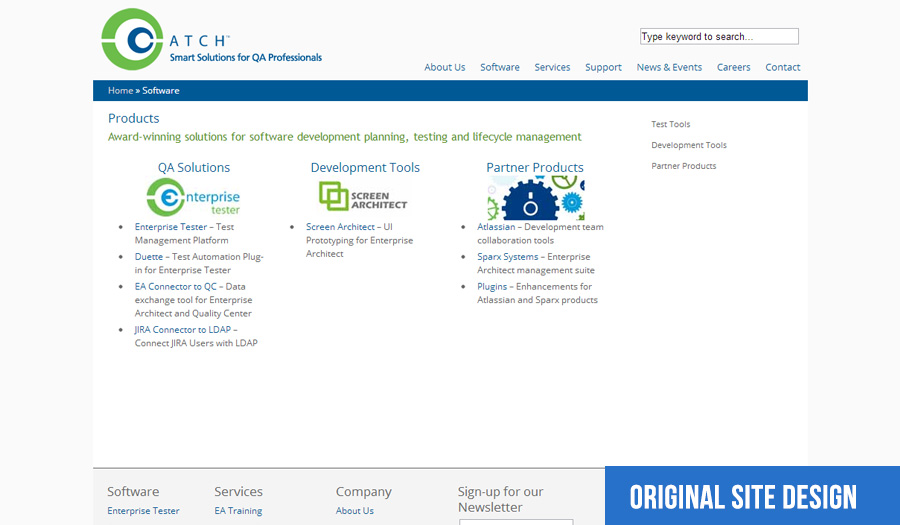 ATCH™
Smart Solutions for QA Professionals
Type keyword to search...
About Us Software Services Support News & Events Careers Contact
Home » Software
Products
Award-winning solutions for software development planning, testing and lifecycle management
Test Tools
Development Tools
Partner Products
QA Solutions
enterprise
tester
• Enterprise Tester – Test
Management Platform
• Duette – Test Automation Plug-
in for Enterprise Tester
• EA Connector to QC – Data
exchange tool for Enterprise
Architect and Quality Center
• JIRA Connector to LDAP –
Connect JIRA Users with LDAP
Development Tools
SCREEN
ARCHITECT
• Screen Architect – UI
Prototyping for Enterprise
Architect
Partner Products
• Atlassian – Development team
collaboration tools
• Sparx Systems – Enterprise
Architect management suite
• Plugins – Enhancements for
Atlassian and Sparx products
Software
Enterprise Tester
Services
EA Training
Company
About Us
Sign-up for our
Newsletter
ORIGINAL SITE DESIGN